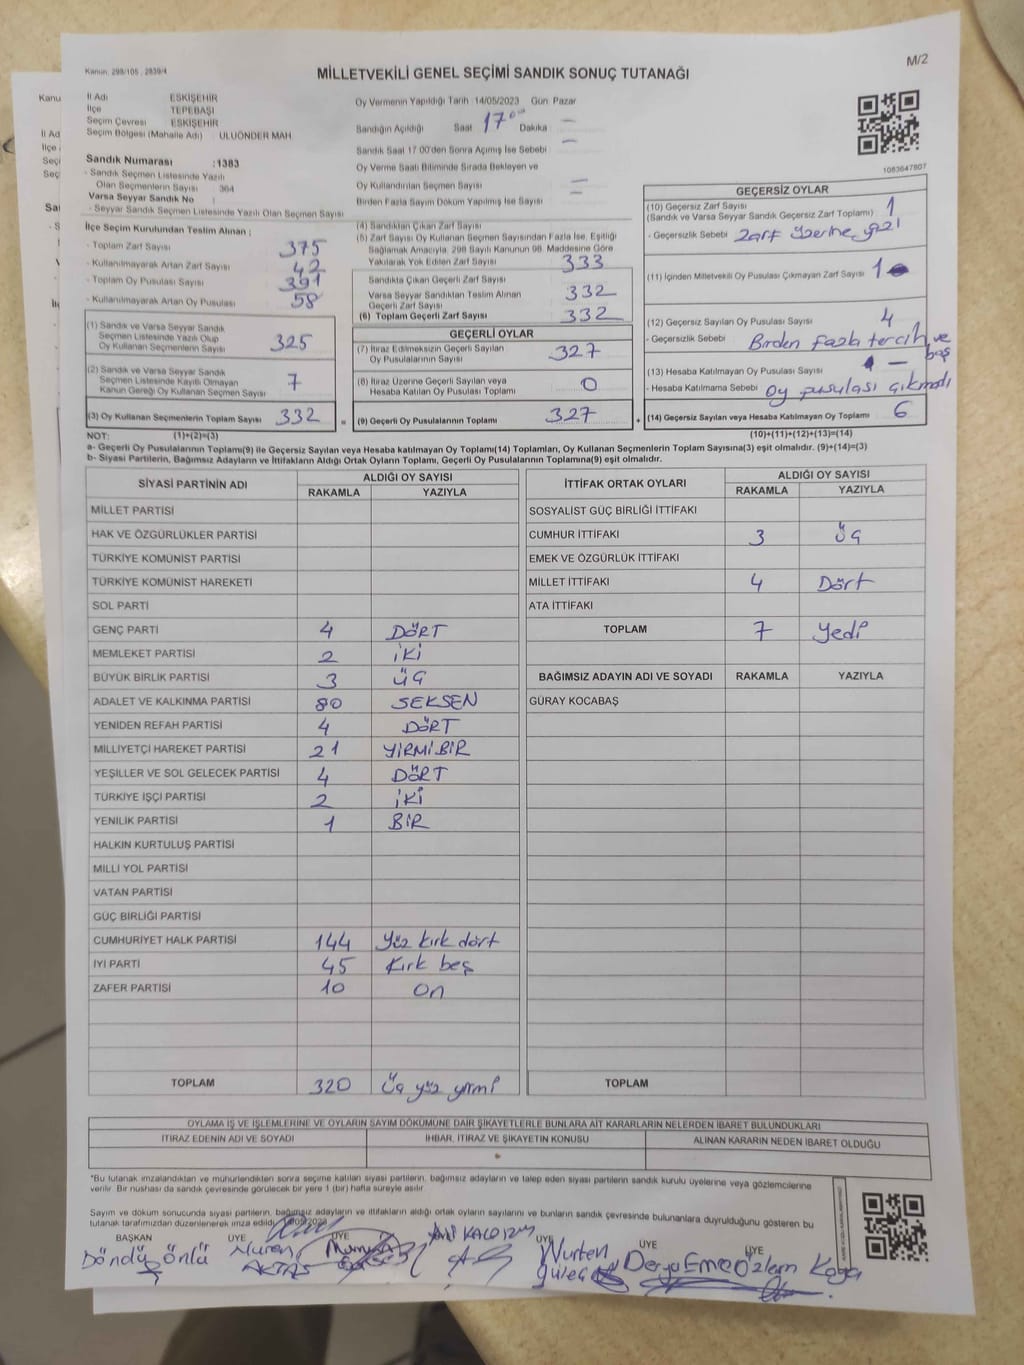 Kanun: 298/105, 2839/4
M/2
MİLLETVEKİLİ GENEL SEÇİMİ SANDIK SONUÇ TUTANAĞI
İl Adı ESKİŞEHİR
İlçe TEPEBAŞI
Seçim Çevresi ESKİŞEHİR
Seçim Bölgesi (Mahalle Adı) ULUÖNDER MAH.
Sandık Numarası :1383
- Sandık Seçmen Listesinde Yazılı
Olan Seçmenlerin Sayısı : 364
Varsa Seyyar Sandık No :
- Seyyar Sandık Seçmen Listesinde Yazılı Olan Seçmen Sayısı
Oy Vermenin Yapıldığı Tarih 14/05/2023 Gün: Pazar
Sandığın Açıldığı Saat 17 00 Dakika —
Sandık Saat 17:00'den Sonra Açılmış İse Sebebi —
Oy Verme Saati Bitiminde Sırada Bekleyen ve
Oy Kullandırılan Seçmen Sayısı —
Birden Fazla Sayım Döküm Yapılmış İse Sayısı —
1083647807
İlçe Seçim Kurulundan Teslim Alınan ;
- Toplam Zarf Sayısı 375
- Kullanılmayarak Artan Zarf Sayısı 42
- Toplam Oy Pusulası Sayısı 391
- Kullanılmayarak Artan Oy Pusulası 58
(1) Sandık ve Varsa Seyyar Sandık
Seçmen Listesinde Yazılı Olup
Oy Kullanan Seçmenlerin Sayısı 325
(2) Sandık ve Varsa Seyyar Sandık
Seçmen Listesinde Kayıtlı Olmayan
Kanun Gereği Oy Kullanan Seçmen Sayısı 7
(3) Oy Kullanan Seçmenlerin Toplam Sayısı 332 =
(4) Sandıktan Çıkan Zarf Sayısı
(5) Zarf Sayısı Oy Kullanan Seçmen Sayısından Fazla İse, Eşitliği
Sağlamak Amacıyla, 298 Sayılı Kanunun 98. Maddesine Göre
Yakılarak Yok Edilen Zarf Sayısı 333
Sandıkta Çıkan Geçerli Zarf Sayısı 332
Varsa Seyyar Sandıktan Teslim Alınan
Geçerli Zarf Sayısı
(6) Toplam Geçerli Zarf Sayısı 332
GEÇERLİ OYLAR
(7) İtiraz Edilmeksizin Geçerli Sayılan
Oy Pusulalarının Sayısı 327
(8) İtiraz Üzerine Geçerli Sayılan veya
Hesaba Katılan Oy Pusulaları Toplamı 0
(9) Geçerli Oy Pusulalarının Toplamı 327 +
GEÇERSİZ OYLAR
(10) Geçersiz Zarf Sayısı 1
(Sandık ve Varsa Seyyar Sandık Geçersiz Zarf Toplamı)
- Geçersizlik Sebebi Zarf üzerine yazı
(11) İçinden Milletvekili Oy Pusulası Çıkmayan Zarf Sayısı 1
(12) Geçersiz Sayılan Oy Pusulası Sayısı 4
- Geçersizlik Sebebi Birden fazla tercih ve boş
(13) Hesaba Katılmayan Oy Pusulası Sayısı —
- Hesaba Katılmama Sebebi Oy pusulası çıkmadı
(14) Geçersiz Sayılan veya Hesaba Katılmayan Oy Toplamı 6
NOT: (1)+(2)=(3) (10)+(11)+(12)+(13)=(14)
a- Geçerli Oy Pusulalarının Toplamı(9) ile Geçersiz Sayılan veya Hesaba katılmayan Oy Toplamı(14) Toplamları, Oy Kullanan Seçmenlerin Toplam Sayısına(3) eşit olmalıdır. (9)+(14)=(3)
b- Siyasi Partilerin, Bağımsız Adayların ve İttifakların Aldığı Ortak Oyların Toplamı, Geçerli Oy Pusulalarının Toplamına(9) eşit olmalıdır.
SİYASİ PARTİNİN ADI ALDIĞI OY SAYISI
RAKAMLA YAZIYLA
MİLLET PARTİSİ
HAK VE ÖZGÜRLÜKLER PARTİSİ
TÜRKİYE KOMÜNİST PARTİSİ
TÜRKİYE KOMÜNİST HAREKETİ
SOL PARTİ
GENÇ PARTİ 4 DÖRT
MEMLEKET PARTİSİ 2 İKİ
BÜYÜK BİRLİK PARTİSİ 3 ÜÇ
ADALET VE KALKINMA PARTİSİ 80 SEKSEN
YENİDEN REFAH PARTİSİ 4 DÖRT
MİLLİYETÇİ HAREKET PARTİSİ 21 YİRMİBİR
YEŞİLLER VE SOL GELECEK PARTİSİ 4 DÖRT
TÜRKİYE İŞÇİ PARTİSİ 2 İKİ
YENİLİK PARTİSİ 1 BİR
HALKIN KURTULUŞ PARTİSİ
MİLLİ YOL PARTİSİ
VATAN PARTİSİ
GÜÇ BİRLİĞİ PARTİSİ
CUMHURİYET HALK PARTİSİ 144 Yüz kırk dört
İYİ PARTİ 45 Kırk beş
ZAFER PARTİSİ 10 On
TOPLAM 320 Üç yüz yirmi
İTTİFAK ORTAK OYLARI ALDIĞI OY SAYISI
RAKAMLA YAZIYLA
SOSYALİST GÜÇ BİRLİĞİ İTTİFAKI
CUMHUR İTTİFAKI 3 Üç
EMEK VE ÖZGÜRLÜK İTTİFAKI
MİLLET İTTİFAKI 4 Dört
ATA İTTİFAKI
TOPLAM 7 Yedi
BAĞIMSIZ ADAYIN ADI VE SOYADI RAKAMLA YAZIYLA
GÜRAY KOCABAŞ
TOPLAM
OYLAMA İŞ VE İŞLEMLERİNE VE OYLARIN SAYIM DÖKÜMÜNE DAİR ŞİKAYETLERLE BUNLARA AİT KARARLARIN NELERDEN İBARET BULUNDUKLARI
İTİRAZ EDENİN ADI VE SOYADI İHBAR, İTİRAZ VE ŞİKAYETİN KONUSU ALINAN KARARIN NEDEN İBARET OLDUĞU
*Bu tutanak imzalandıktan ve mühürlendikten sonra seçime katılan siyasi partilerin, bağımsız adayların ve talep eden siyasi partilerin sandık kurulu üyelerine veya gözlemcilerine
verilir. Bir nüshası da sandık çevresinde görülecek bir yere 1 (bir) hafta süreyle asılır.
Sayım ve döküm sonucunda siyasi partilerin, bağımsız adayların ve ittifakların aldığı ortak oyların sayılarını ve bunların sandık çevresinde bulunanlara duyrulduğunu gösteren bu
tutanak tarafımızdan düzenlenerek imza edildi.
BAŞKAN ÜYE ÜYE ÜYE ÜYE ÜYE
Döndü Önlü Nuran AKTAŞ Nurten Güleç Derya Özlem Kaya